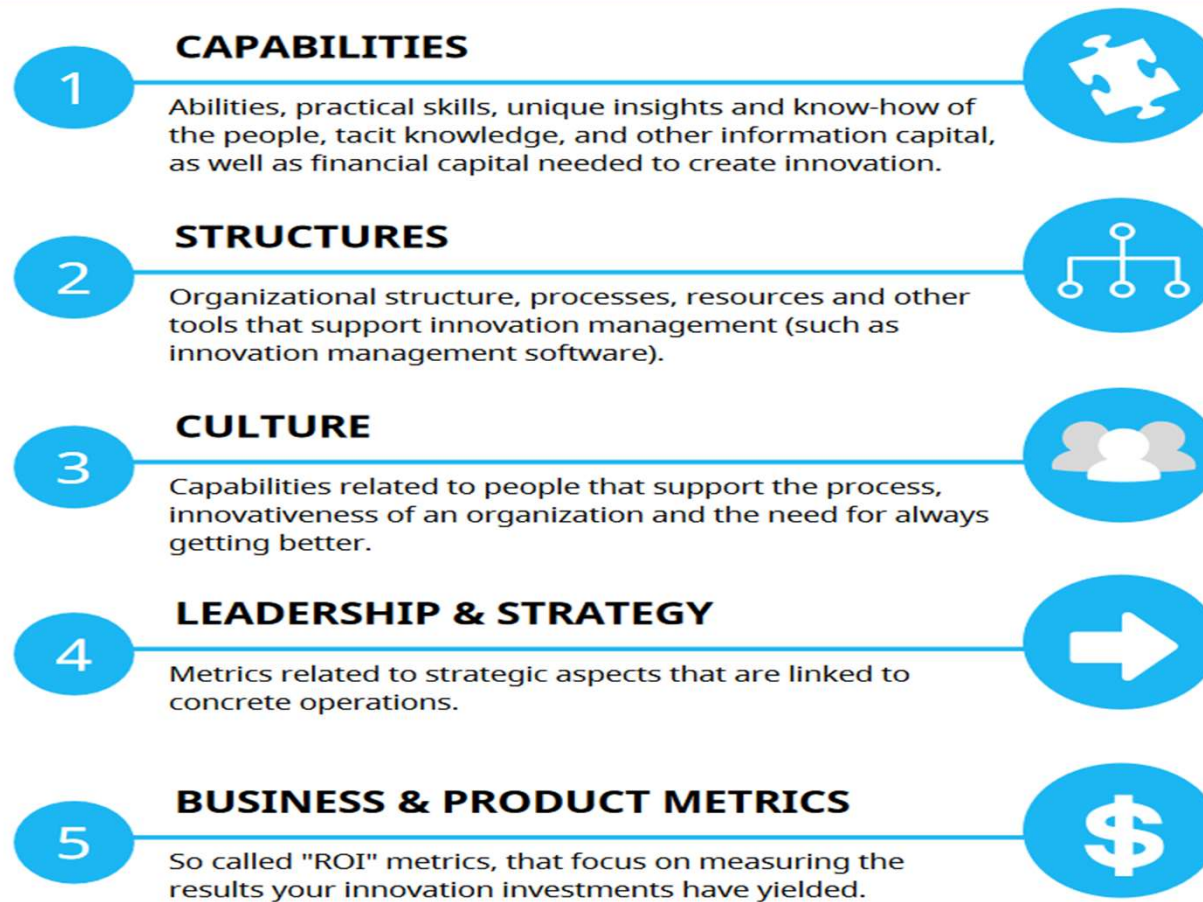 CAPABILITIES
1
Abilities, practical skills, unique insights and know-how of
the people, tacit knowledge, and other information capital,
as well as financial capital needed to create innovation.
STRUCTURES
2
Organizational structure, processes, resources and other
tools that support innovation management (such as
innovation management software).
CULTURE
3
Capabilities related to people that support the process,
innovativeness of an organization and the need for always
getting better.
LEADERSHIP & STRATEGY
4
Metrics related to strategic aspects that are linked to
concrete operations.
BUSINESS & PRODUCT METRICS
5
So called "ROI" metrics, that focus on measuring the
results your innovation investments have yielded.
$